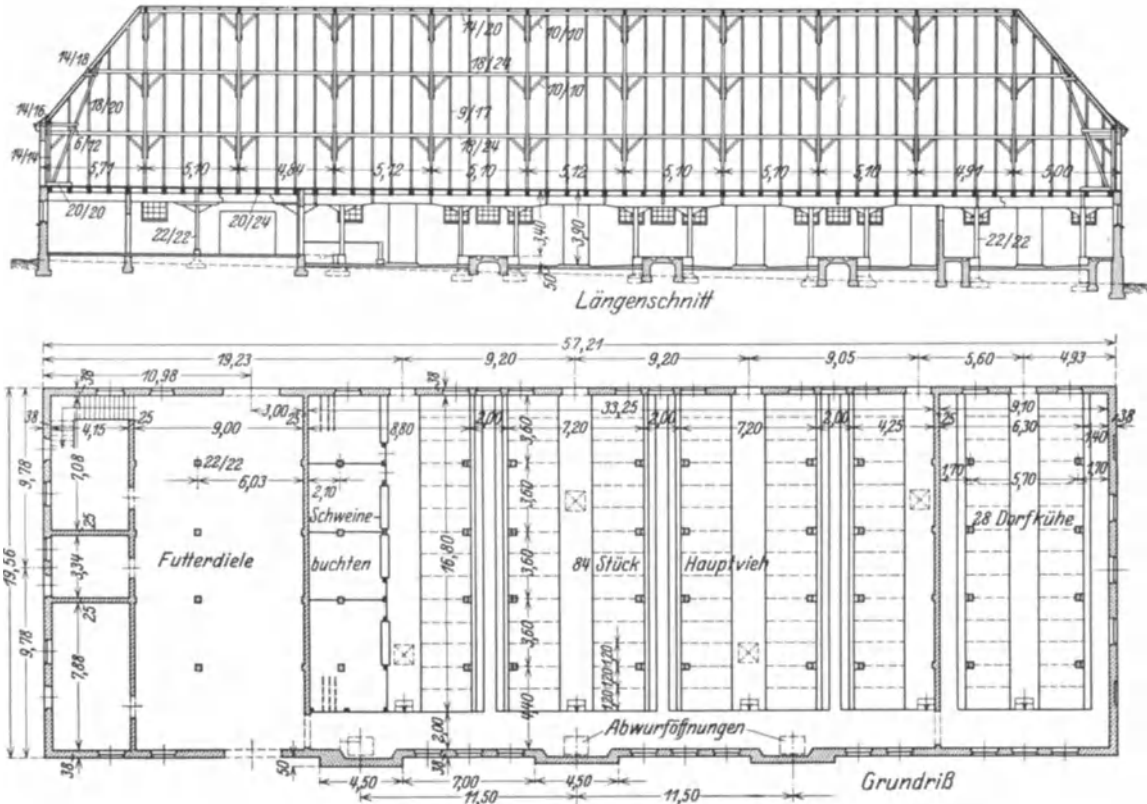 14/20 10/10
14/18 18/24
18/20 10/10
14/16 9/17
6/12 18/24
14/14
5,71 5,10 4,84 5,12 5,10 5,12 5,10 5,10 5,10 4,91 5,00
20/20 20/24
22/22 3,40 3,90 22/22
50
Längenschnitt
57,21
19,23 9,20 9,20 9,05 5,60 4,93
10,98 38 38
3,00 33,25 9,10
38 25 25 2,00 2,00 2,00 25 38
4,15 9,00 8,80 3,60 7,20 7,20 4,25 6,30 1,40
9,78 7,08 22/22
6,03 2,10 1,70 5,70 1,70
3,60
25 Schweine- 28 Dorfkühe
19,56 3,34 Futterdiele buchten 16,80 3,60 84 Stück Hauptvieh
25
9,78 7,88 3,60
1,20 1,20 1,20
4,40
2,00 Abwurföffnungen
38 50 38
4,50 7,00 4,50 Grundriß
11,50 11,50